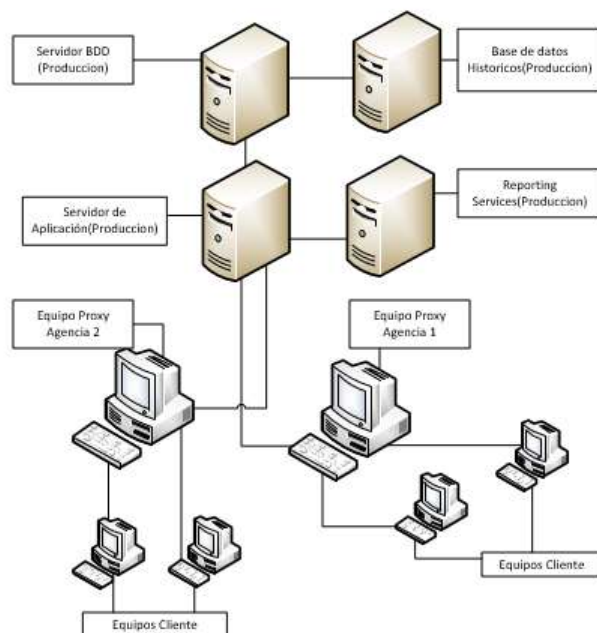 Servidor BDD
(Produccion)
Base de datos
Historicos(Produccion)
Servidor de
Aplicación(Produccion)
Reporting
Services(Produccion)
Equipo Proxy
Agencia 2
Equipo Proxy
Agencia 1
Equipos Cliente
Equipos Cliente